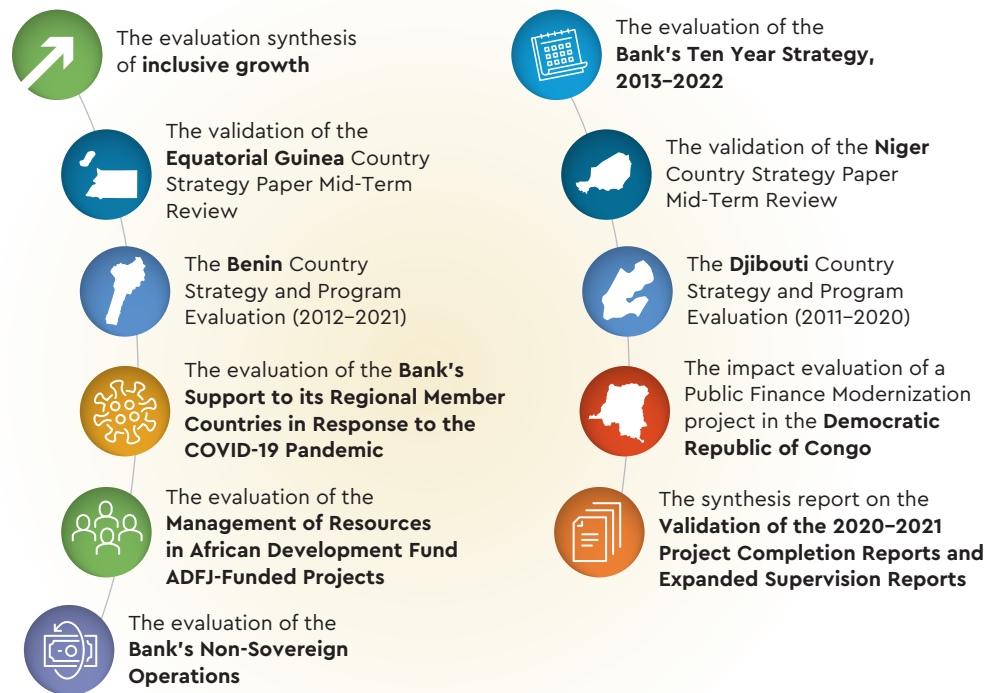 The evaluation synthesis
of inclusive growth
The validation of the
Equatorial Guinea Country
Strategy Paper Mid-Term
Review
The Benin Country
Strategy and Program
Evaluation (2012–2021)
The evaluation of the Bank's
Support to its Regional Member
Countries in Response to the
COVID-19 Pandemic
The evaluation of the
Management of Resources
in African Development Fund
ADFJ-Funded Projects
The evaluation of the
Bank's Non-Sovereign
Operations
The evaluation of the
Bank's Ten Year Strategy,
2013–2022
The validation of the Niger
Country Strategy Paper
Mid-Term Review
The Djibouti Country
Strategy and Program
Evaluation (2011–2020)
The impact evaluation of a
Public Finance Modernization
project in the Democratic
Republic of Congo
The synthesis report on the
Validation of the 2020–2021
Project Completion Reports and
Expanded Supervision Reports